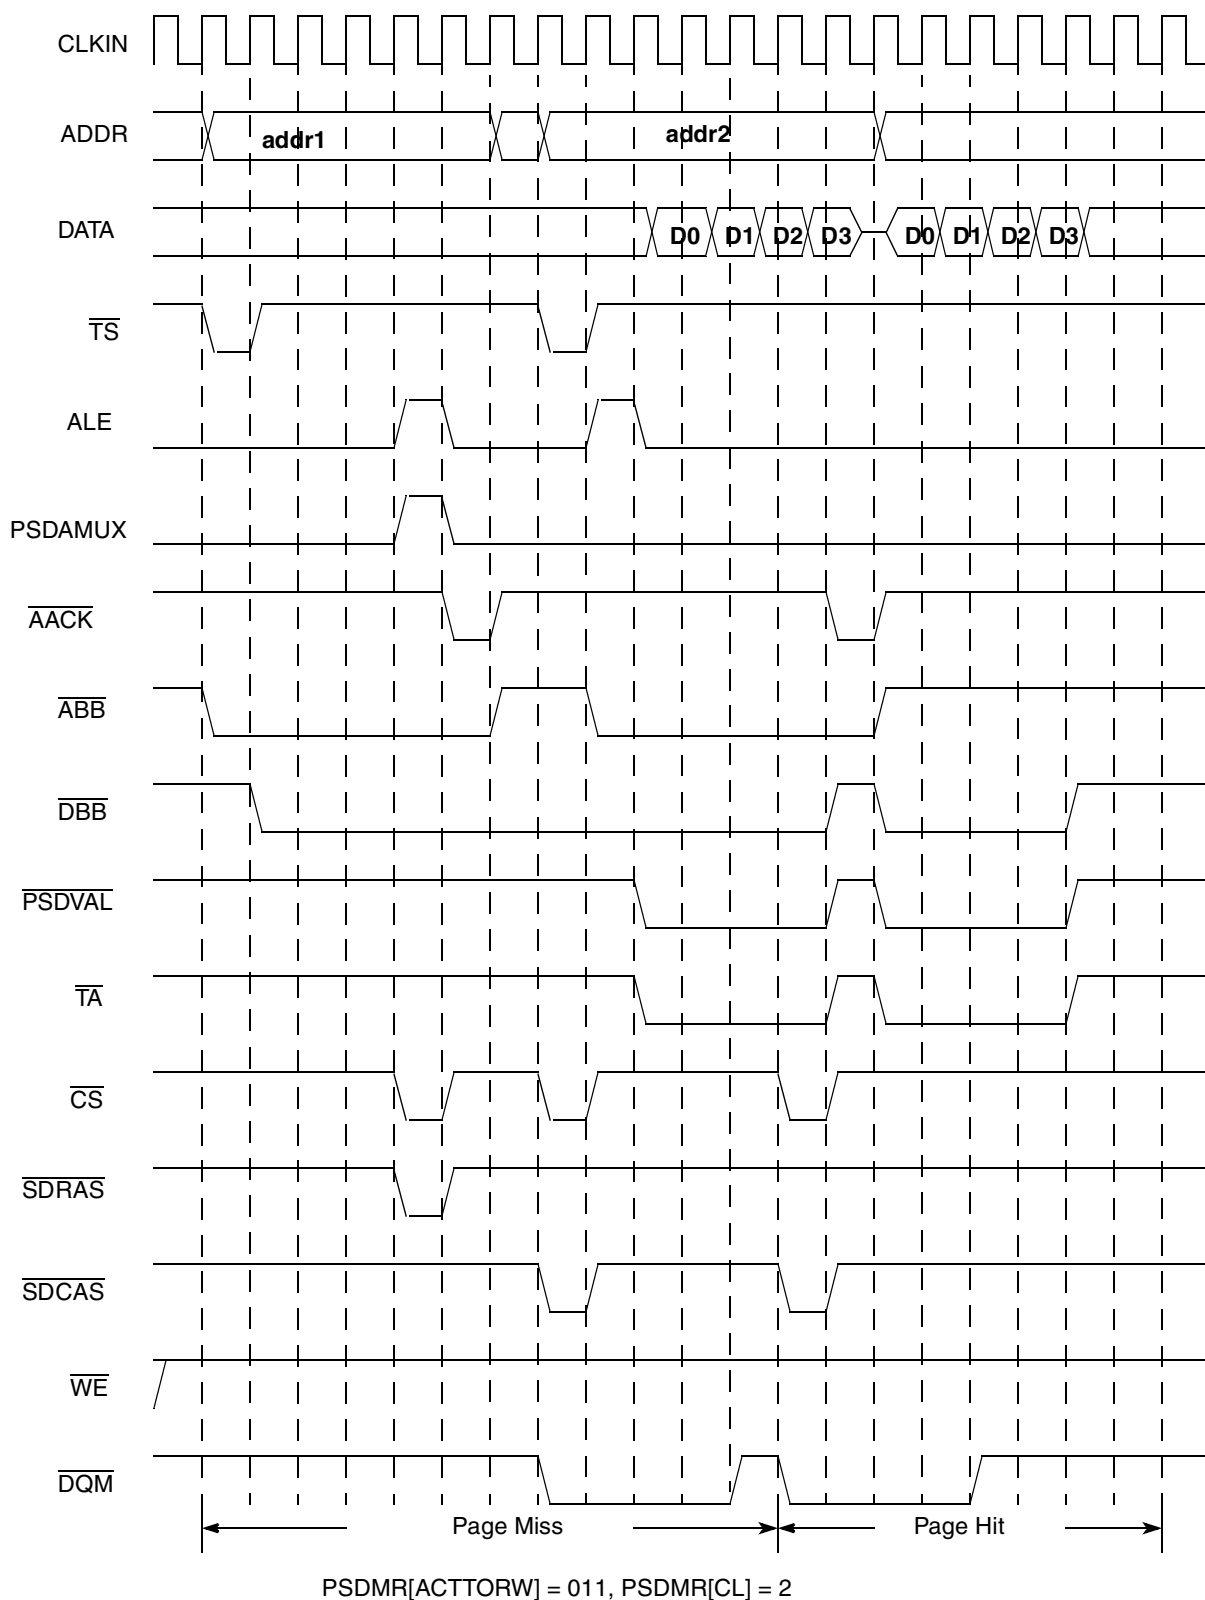 CLKIN
ADDR
addr1
addr2
DATA
D0 D1 D2 D3 D0 D1 D2 D3
TS
ALE
PSDAMUX
AACK
ABB
DBB
PSDVAL
TA
CS
SDRAS
SDCAS
WE
DQM
Page Miss
Page Hit
PSDMR[ACTTORW] = 011, PSDMR[CL] = 2